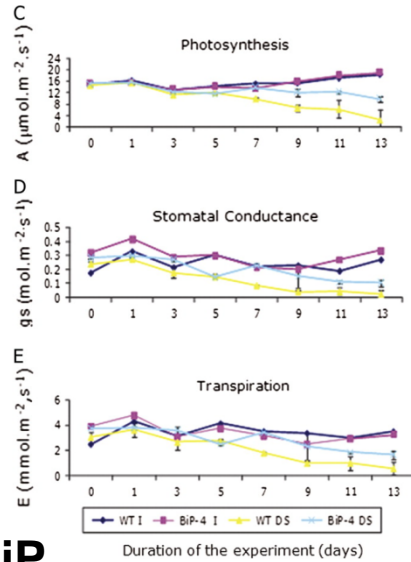 C
Photosynthesis
A (µmol.m⁻².s⁻¹)
24
20
16
12
8
4
0
0 1 3 5 7 9 11 13
D
Stomatal Conductance
gs (mol.m⁻².s⁻¹)
0.5
0.4
0.3
0.2
0.1
0
0 1 3 5 7 9 11 13
E
Transpiration
E (mmol.m⁻²,s⁻¹)
6
4
2
0
0 1 3 5 7 9 11 13
WT I BiP-4 I WT DS BiP-4 DS
iP
Duration of the experiment (days)